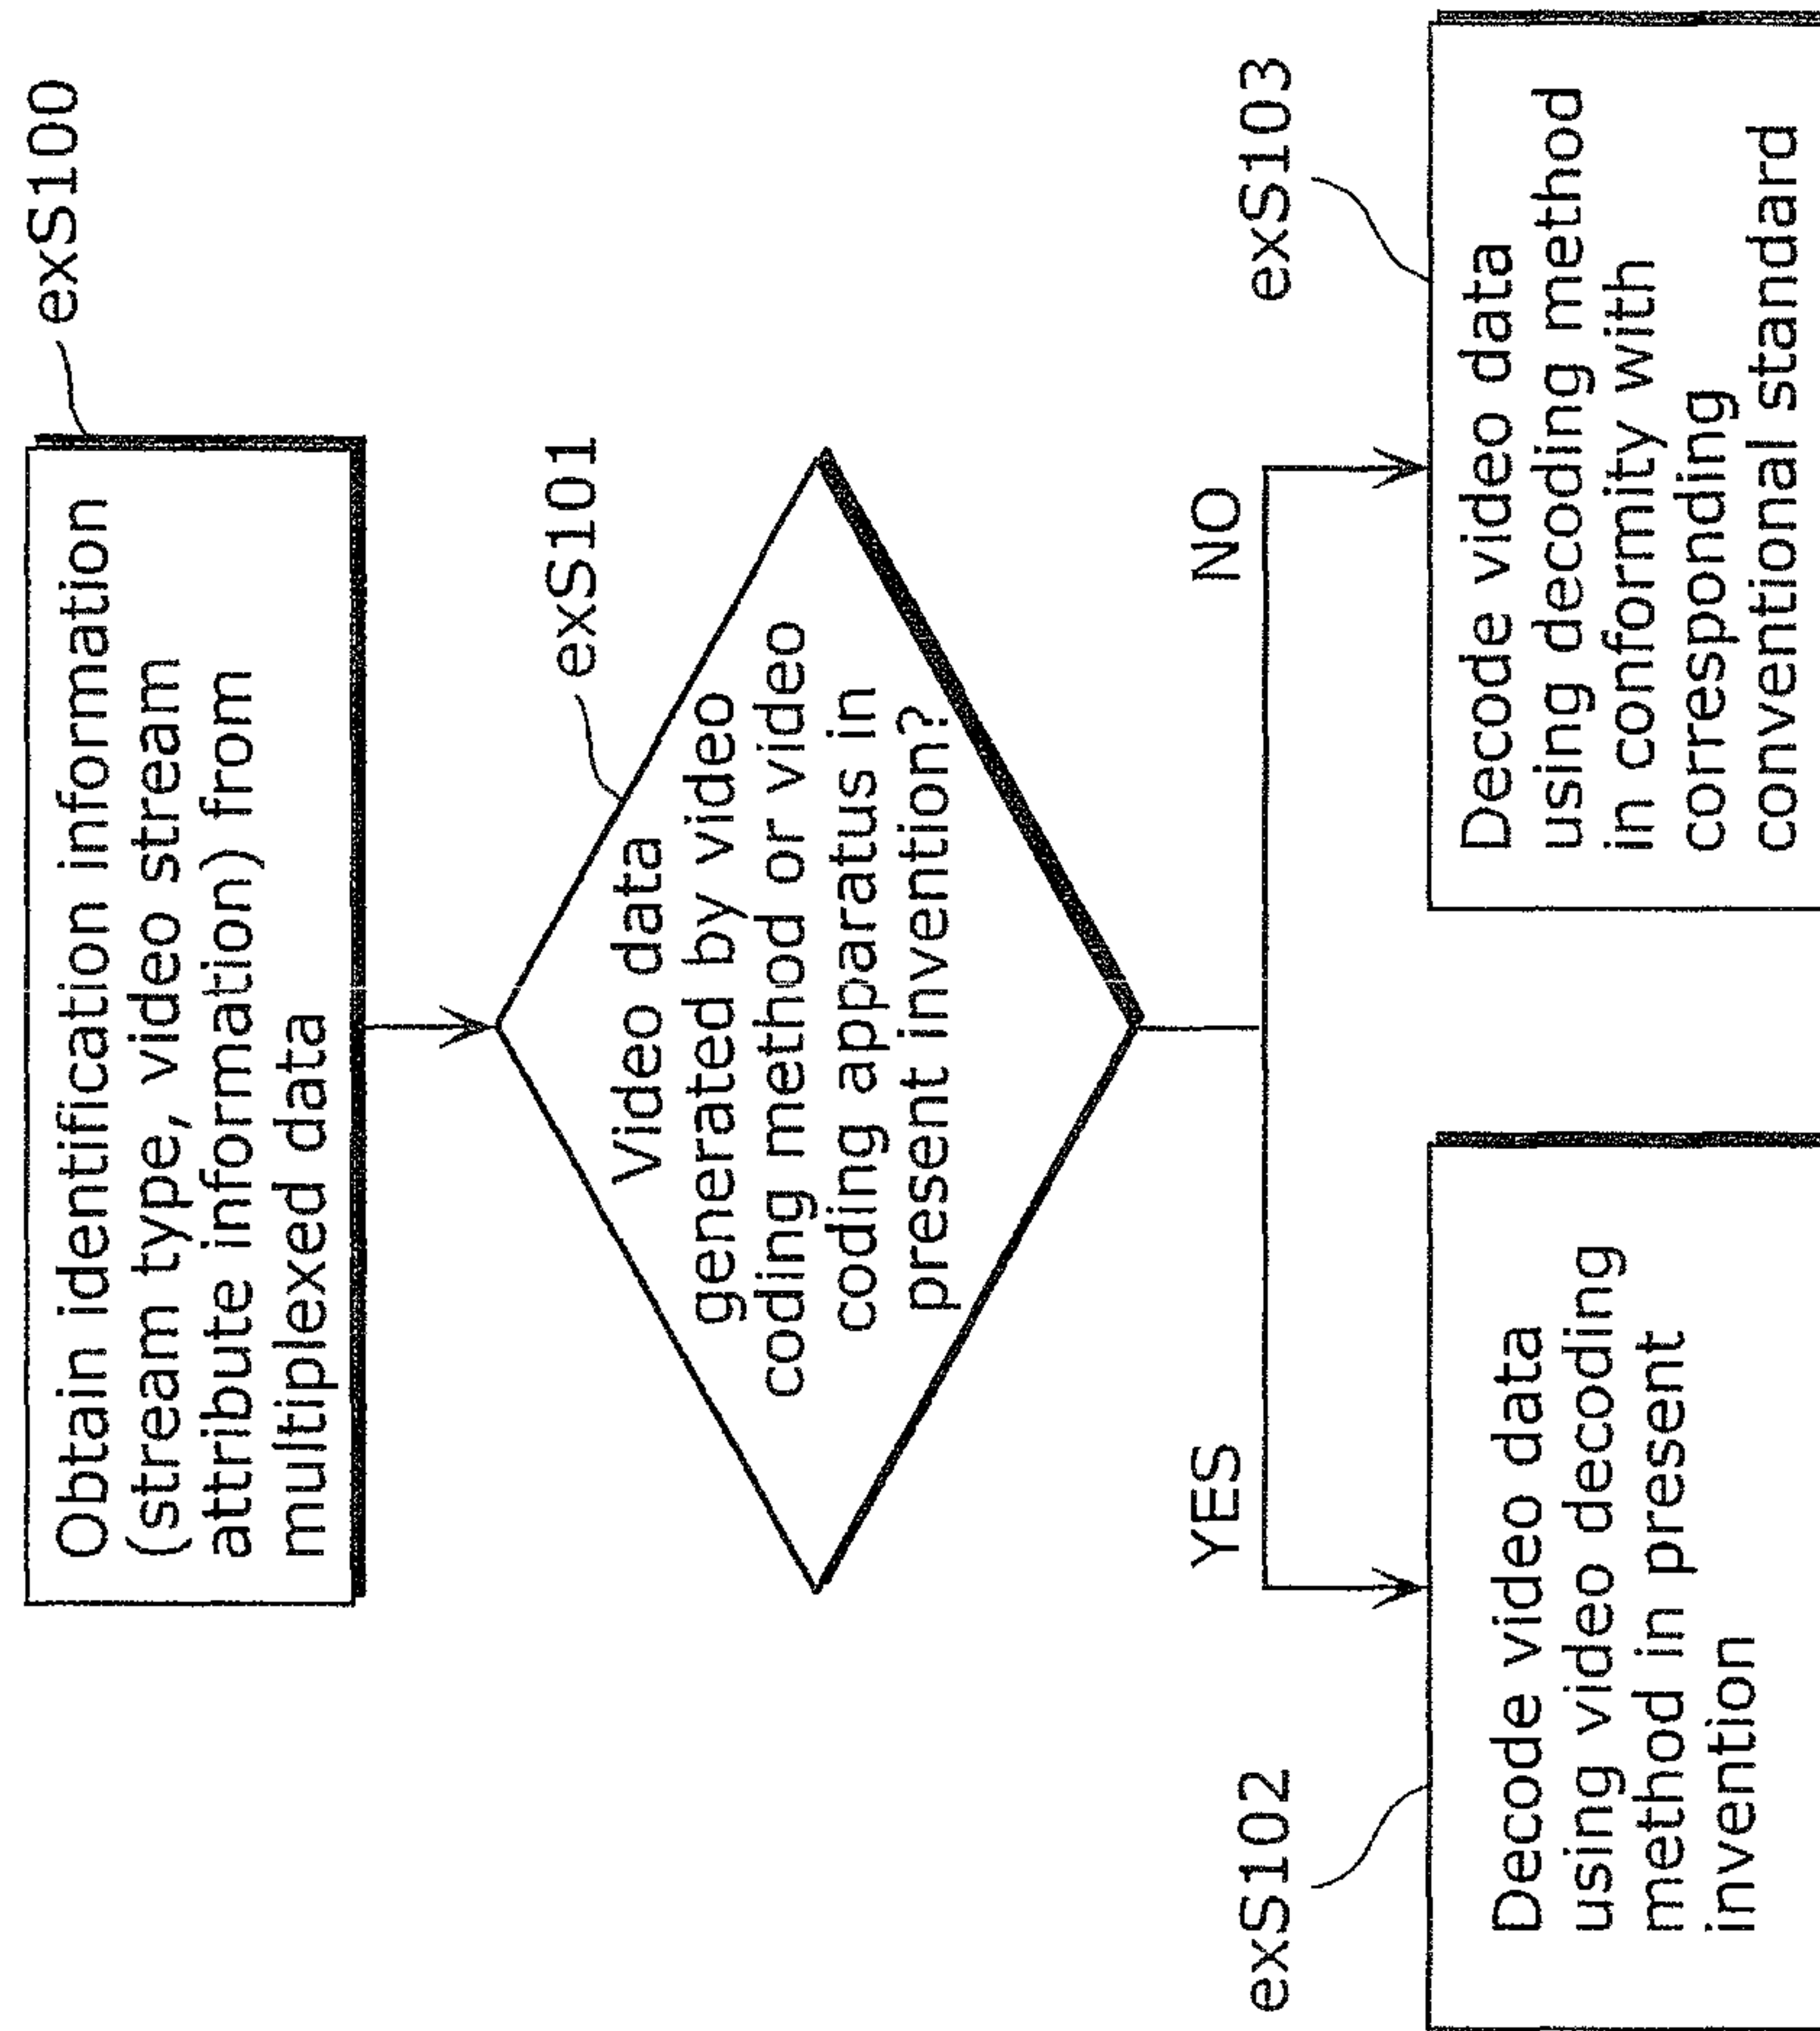 exS100
Obtain identification information
(stream type, video stream
attribute information) from
multiplexed data
exS101
Video data
generated by video
coding method or video
coding apparatus in
present invention?
YES
NO
exS102
Decode video data
using video decoding
method in present
invention
exS103
Decode video data
using decoding method
in conformity with
corresponding
conventional standard